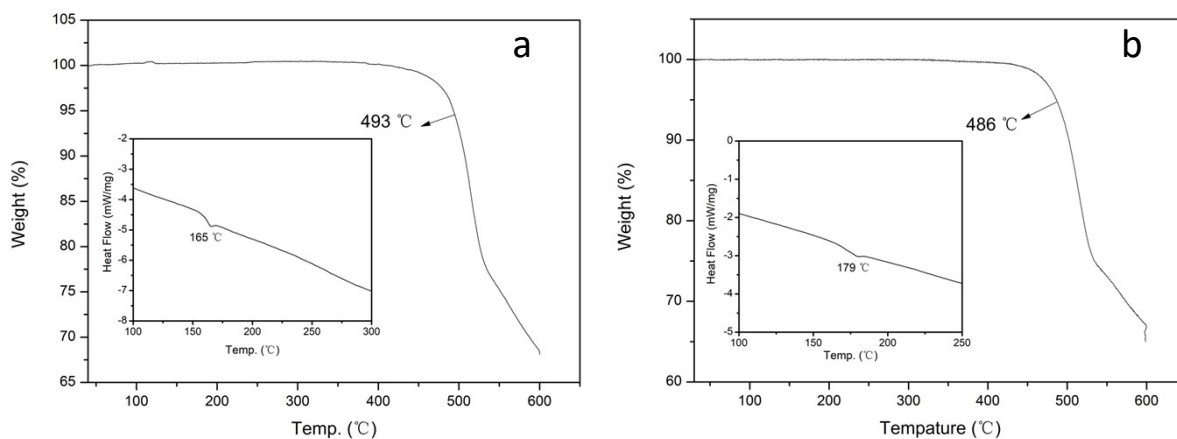 a
105
100
95
90
85
80
75
70
65
Weight (%)
493 ℃
-2
-3
-4
-5
-6
-7
-8
Heat Flow (mW/mg)
165 ℃
100 150 200 250 300
Temp. (℃)
100 200 300 400 500 600
Temp. (℃)
b
100
90
80
70
60
Weight (%)
486 ℃
0
-1
-2
-3
-4
-5
Heat Flow (mW/mg)
179 ℃
100 150 200 250
Temp. (℃)
100 200 300 400 500 600
Tempature (℃)